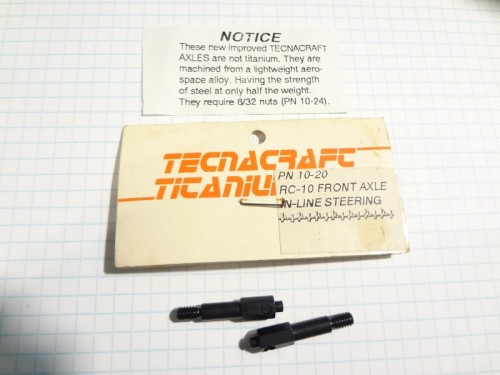 NOTICE
These new improved TECNACRAFT
AXLES are not titanium. They are
machined from a lightweight aero-
space alloy. Having the strength
of steel at only half the weight.
They require 8/32 nuts (PN 10-24).
TECNACRAFT
TITANIU
PN 10-20
RC-10 FRONT AXLE
IN-LINE STEERING